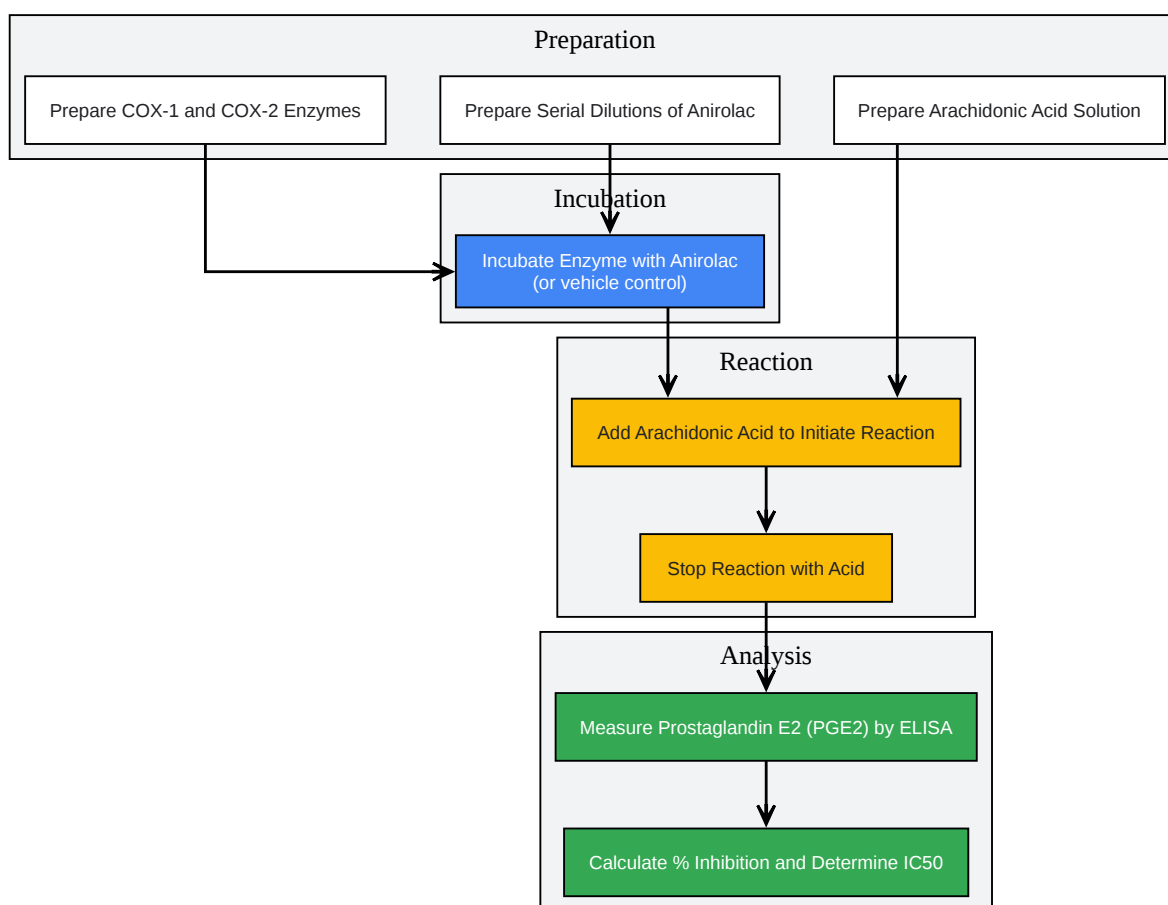 Preparation
Prepare COX-1 and COX-2 Enzymes
Prepare Serial Dilutions of Anirolac
Prepare Arachidonic Acid Solution
Incubation
Incubate Enzyme with Anirolac
(or vehicle control)
Reaction
Add Arachidonic Acid to Initiate Reaction
Stop Reaction with Acid
Analysis
Measure Prostaglandin E2 (PGE2) by ELISA
Calculate % Inhibition and Determine IC50